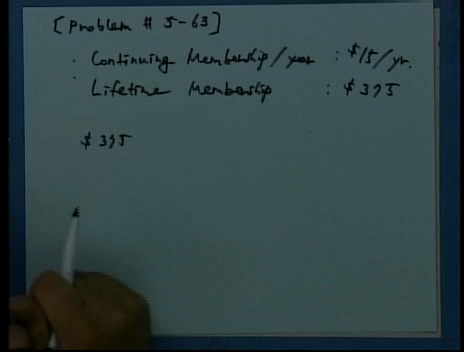 [Problem # 5-63]
. Continuing Membership/year : $15/yr.
. Lifetime Membership : $375
$375